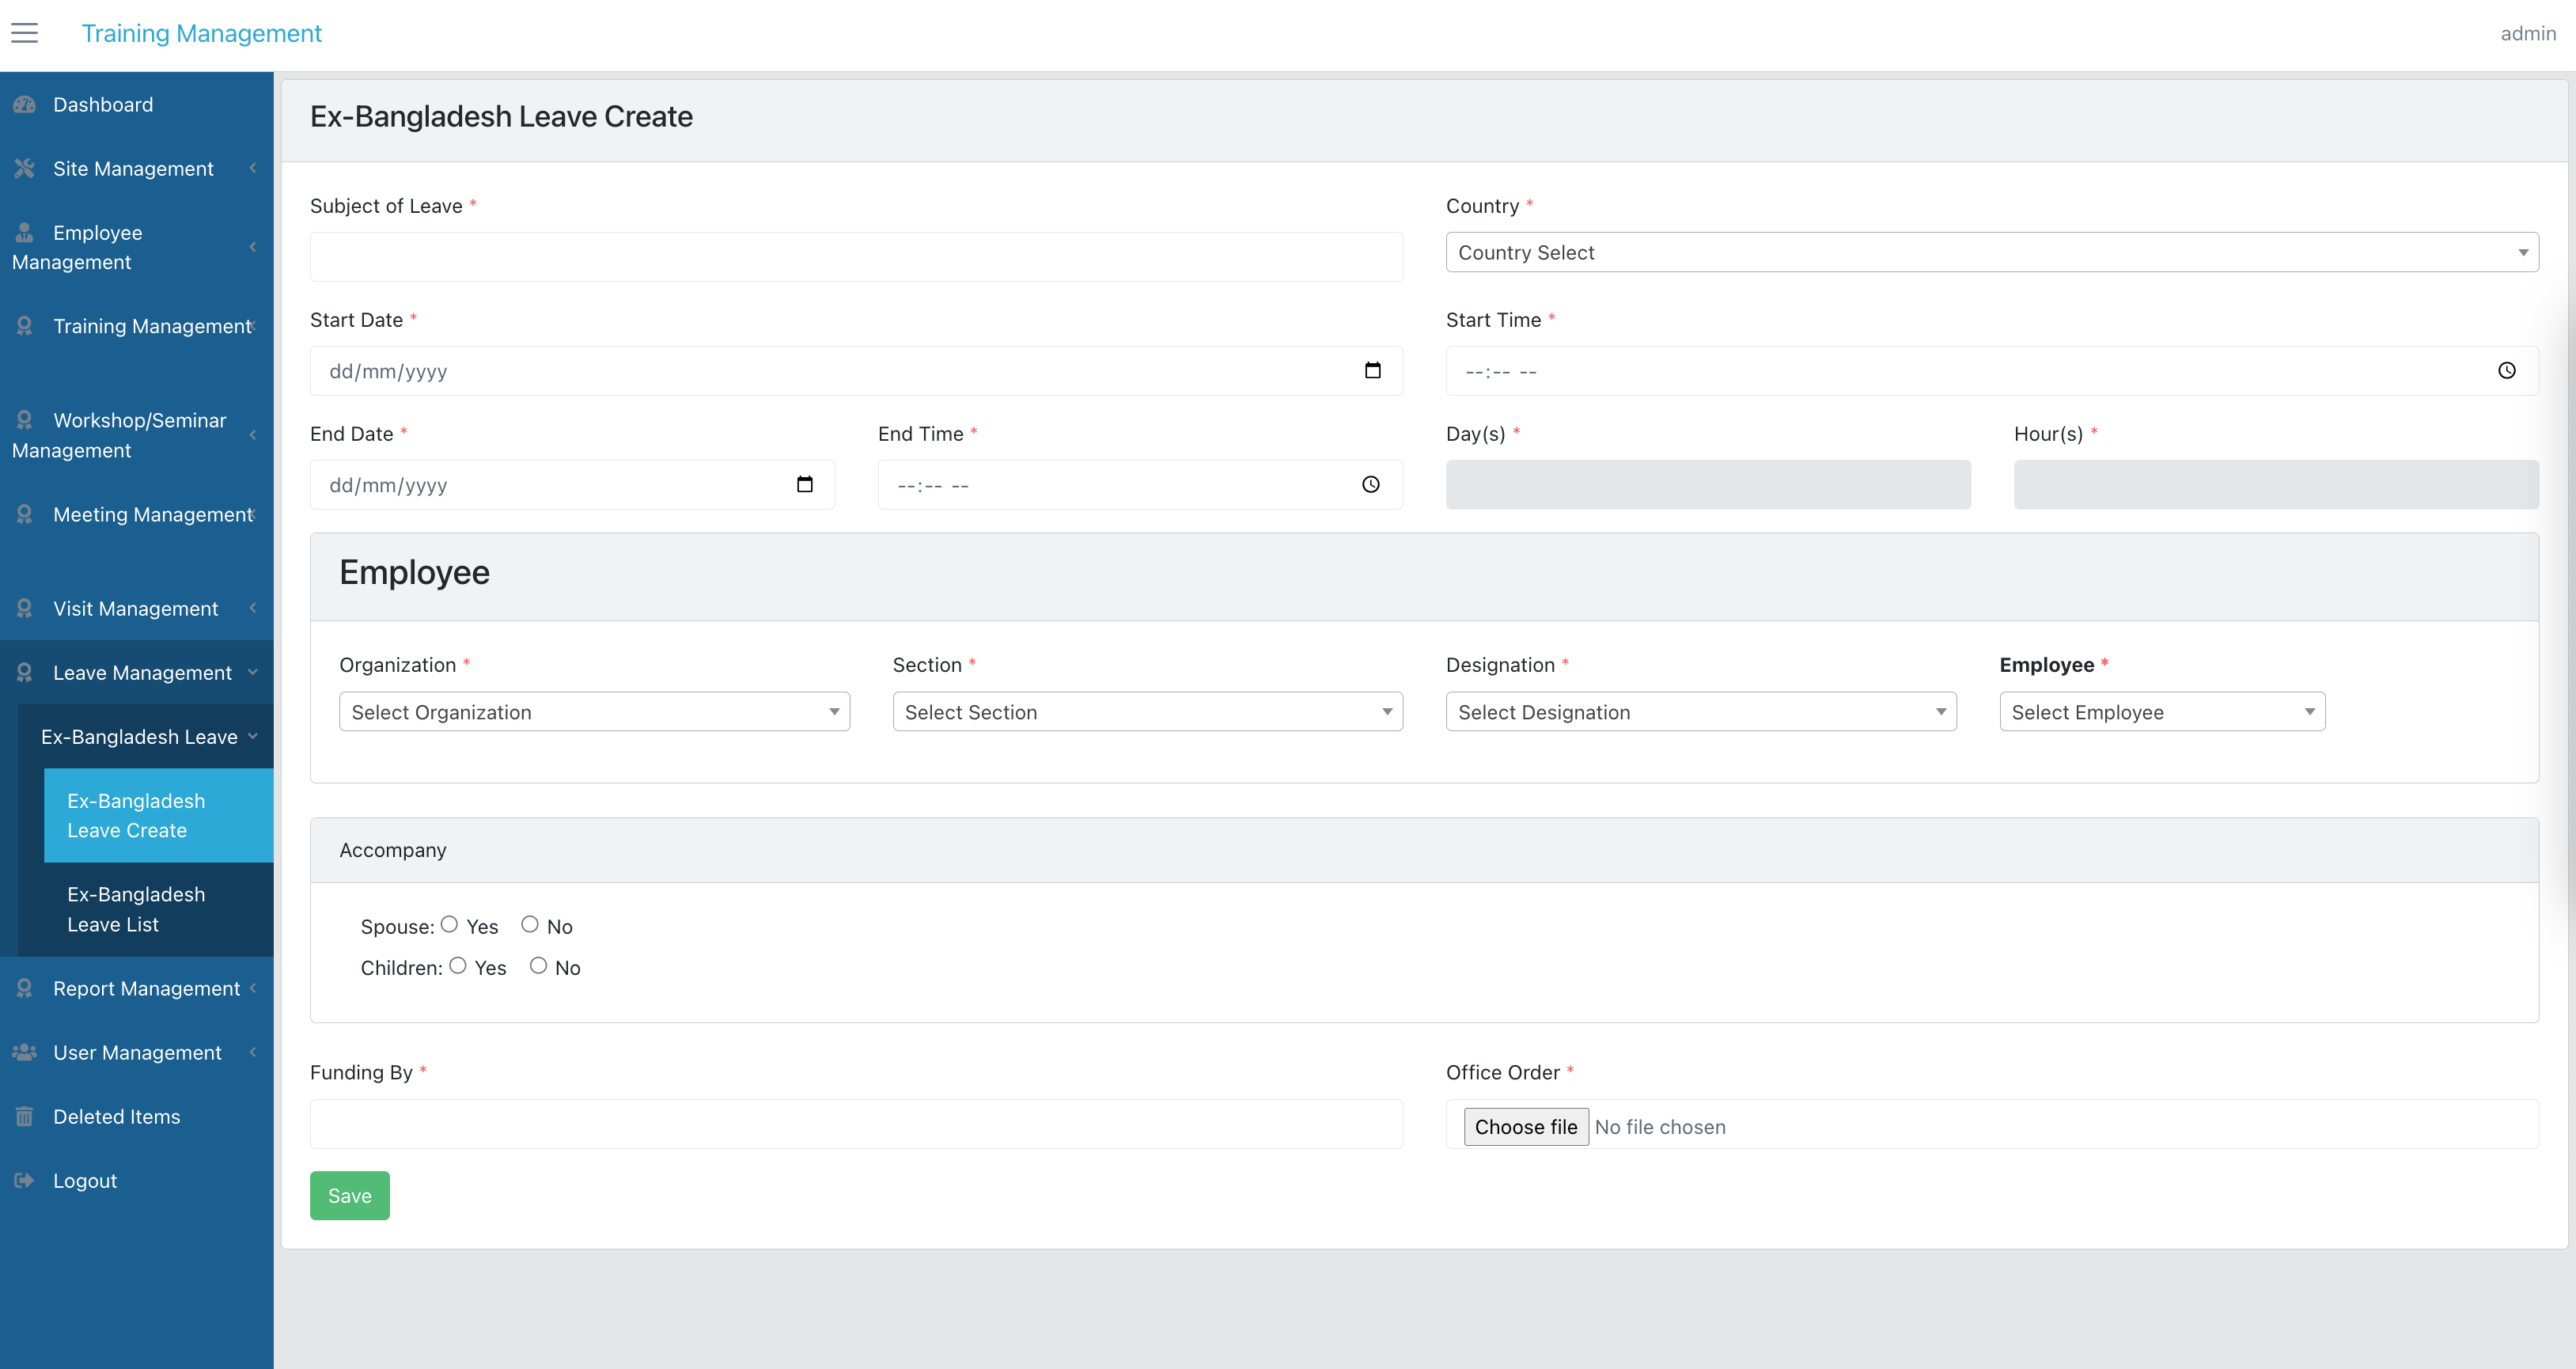 Training Management
admin
Dashboard
Site Management
Employee
Management
Training Management
Workshop/Seminar
Management
Meeting Management
Visit Management
Leave Management
Ex-Bangladesh Leave
Ex-Bangladesh
Leave Create
Ex-Bangladesh
Leave List
Report Management
User Management
Deleted Items
Logout
Ex-Bangladesh Leave Create
Subject of Leave *
Country *
Country Select
Start Date *
Start Time *
dd/mm/yyyy
--:-- --
End Date *
End Time *
Day(s) *
Hour(s) *
dd/mm/yyyy
--:-- --
Employee
Organization *
Section *
Designation *
Employee *
Select Organization
Select Section
Select Designation
Select Employee
Accompany
Spouse: Yes No
Children: Yes No
Funding By *
Office Order *
Choose file No file chosen
Save